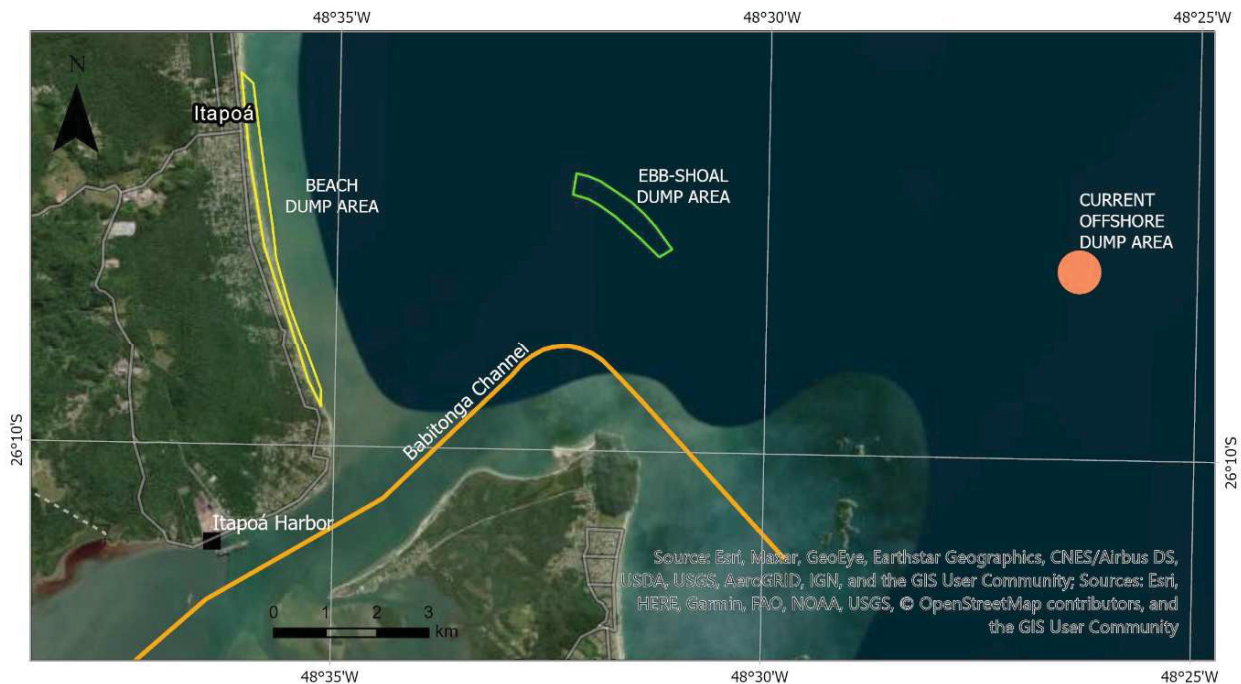 48°35'W
48°30'W
48°25'W
N
Itapoá
BEACH
DUMP AREA
EBB-SHOAL
DUMP AREA
CURRENT
OFFSHORE
DUMP AREA
Babitonga Channel
26°10'S
26°10'S
Itapoá Harbor
Source: Esri, Maxar, GeoEye, Earthstar Geographics, CNES/Airbus DS,
USDA, USGS, AeroGRID, IGN, and the GIS User Community; Sources: Esri,
HERE, Garmin, FAO, NOAA, USGS, © OpenStreetMap contributors, and
the GIS User Community
0 1 2 3
km
48°35'W
48°30'W
48°25'W